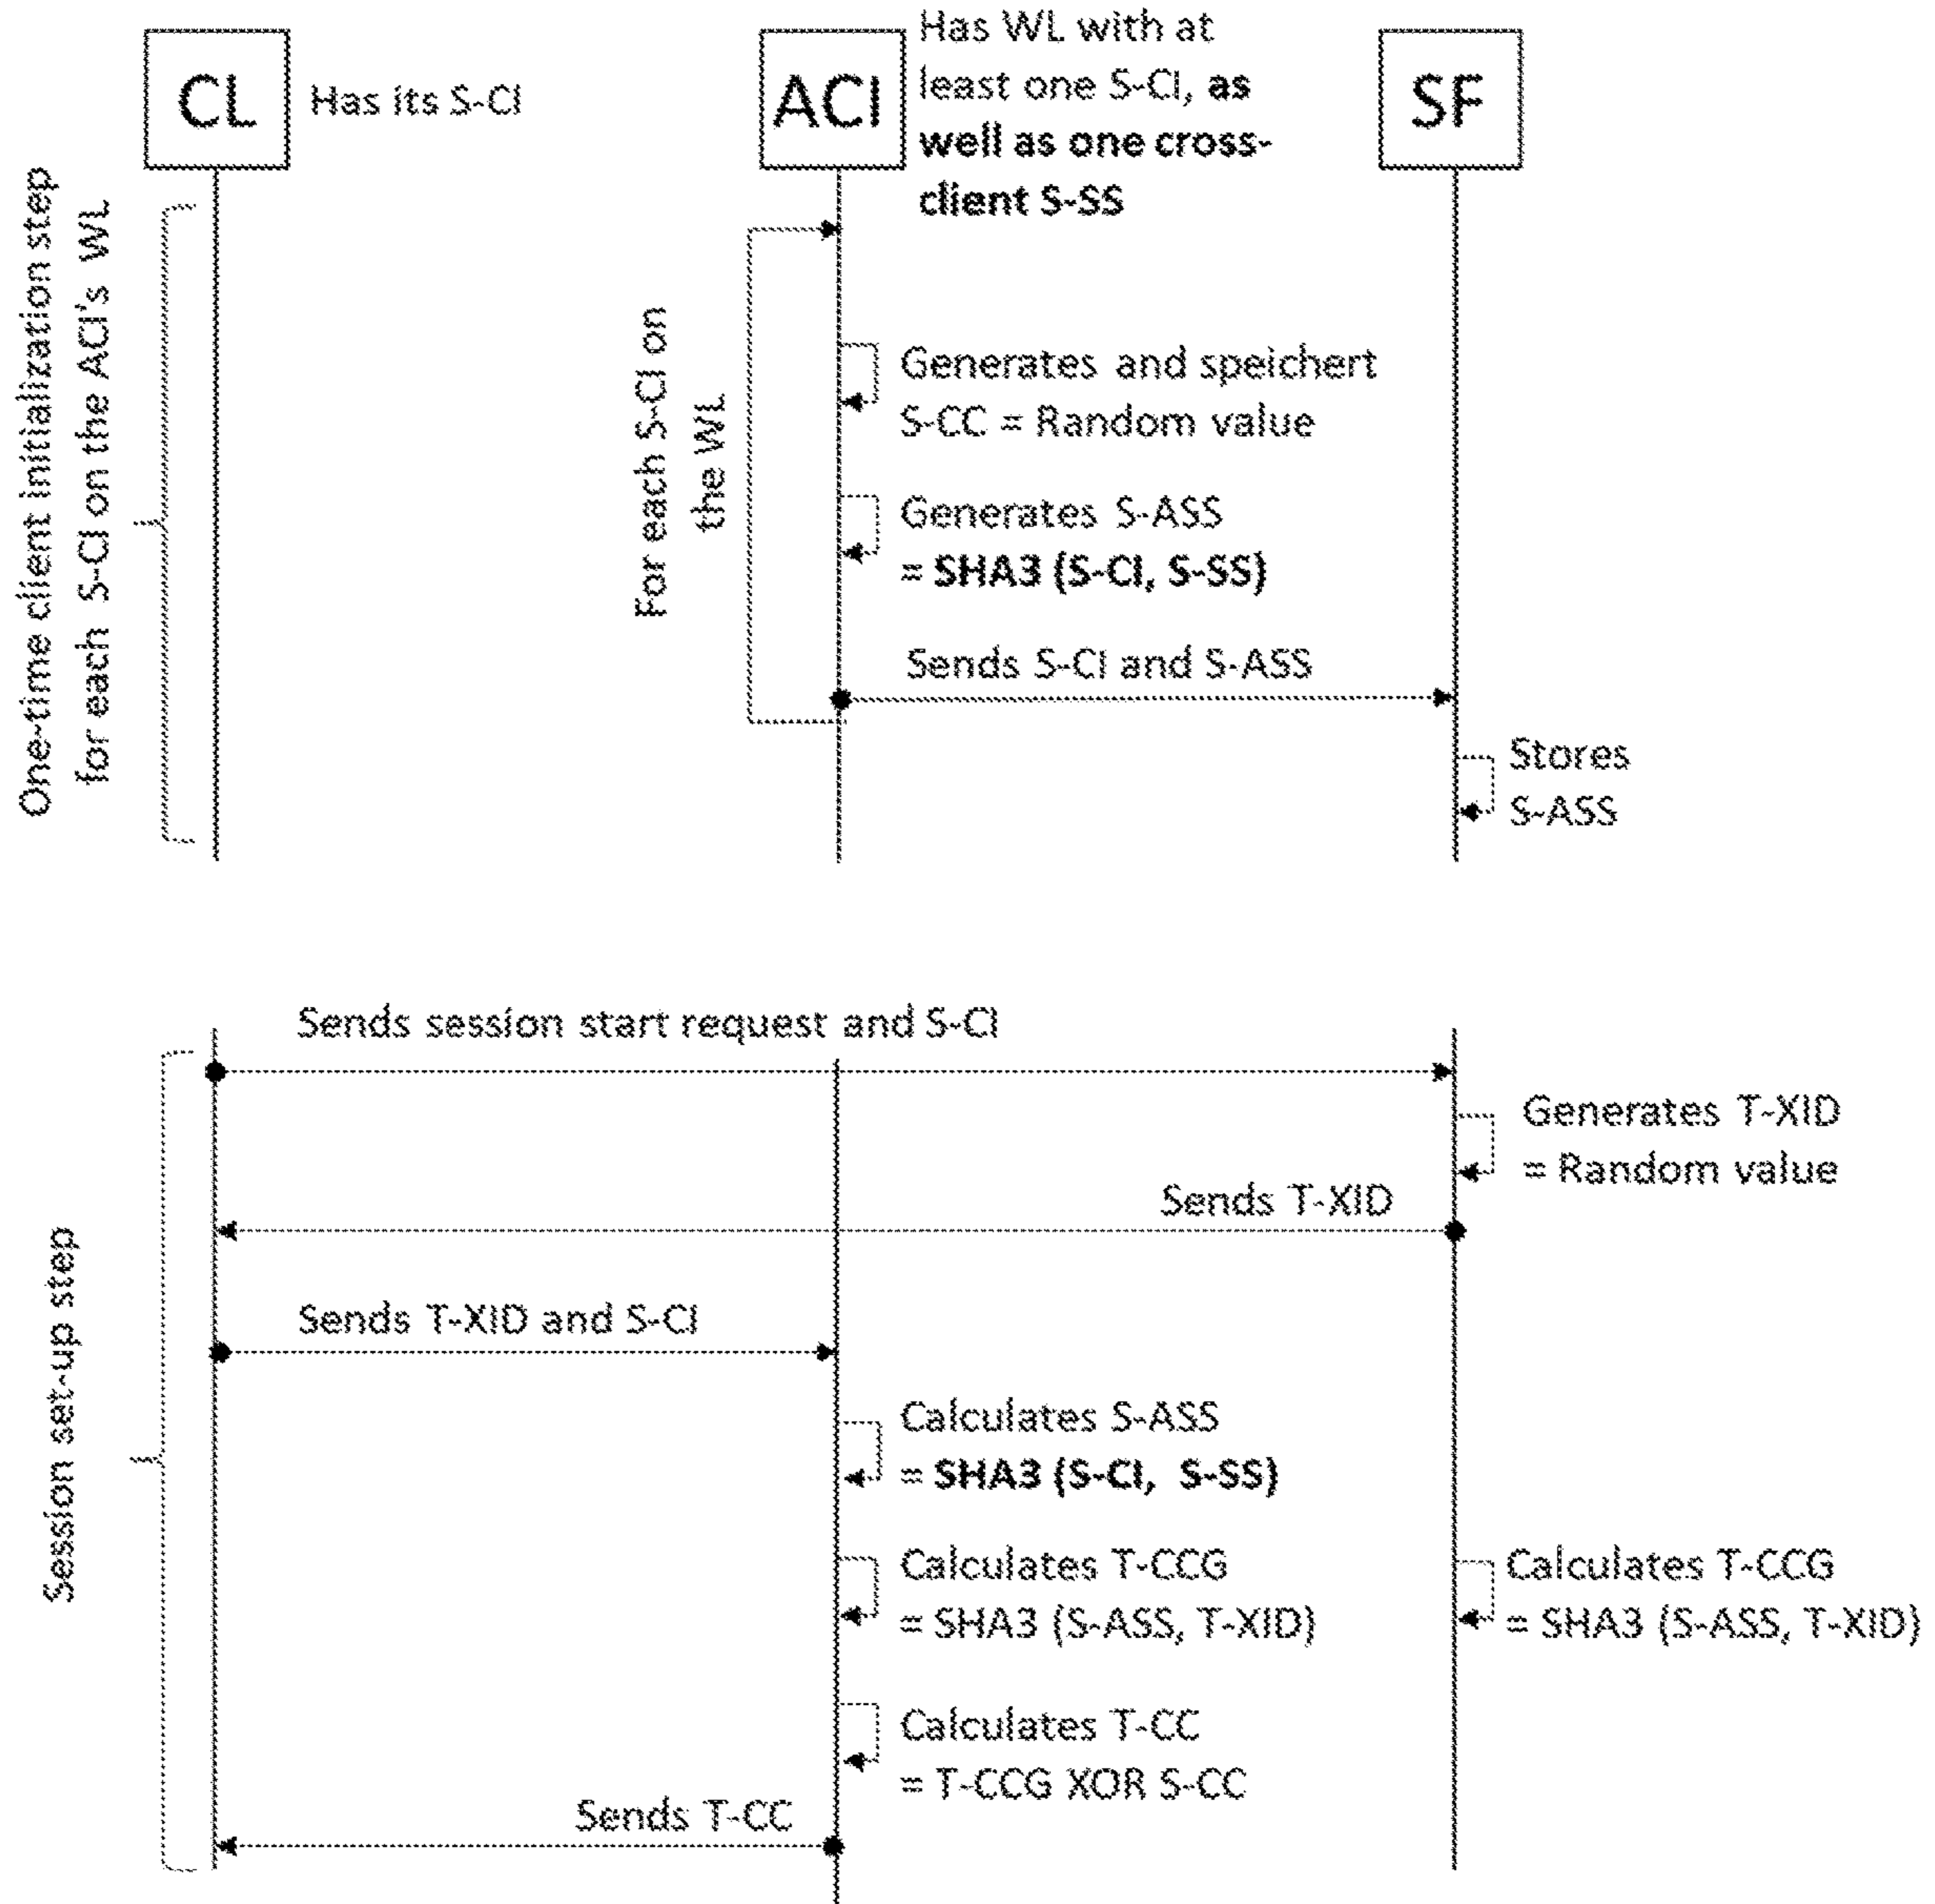 CL
Has its S-CI
ACI
Has WL with at
least one S-CI, as
well as one cross-
client S-SS
SF
One-time client initialization step
for each S-CI on the ACI's WL
For each S-CI on
the WL
Generates and speichert
S-CC = Random value
Generates S-ASS
= SHA3 (S-CI, S-SS)
Sends S-CI and S-ASS
Stores
S-ASS
Session set-up step
Sends session start request and S-CI
Generates T-XID
= Random value
Sends T-XID
Sends T-XID and S-CI
Calculates S-ASS
= SHA3 (S-CI, S-SS)
Calculates T-CCG
= SHA3 (S-ASS, T-XID)
Calculates T-CCG
= SHA3 (S-ASS, T-XID)
Calculates T-CC
= T-CCG XOR S-CC
Sends T-CC